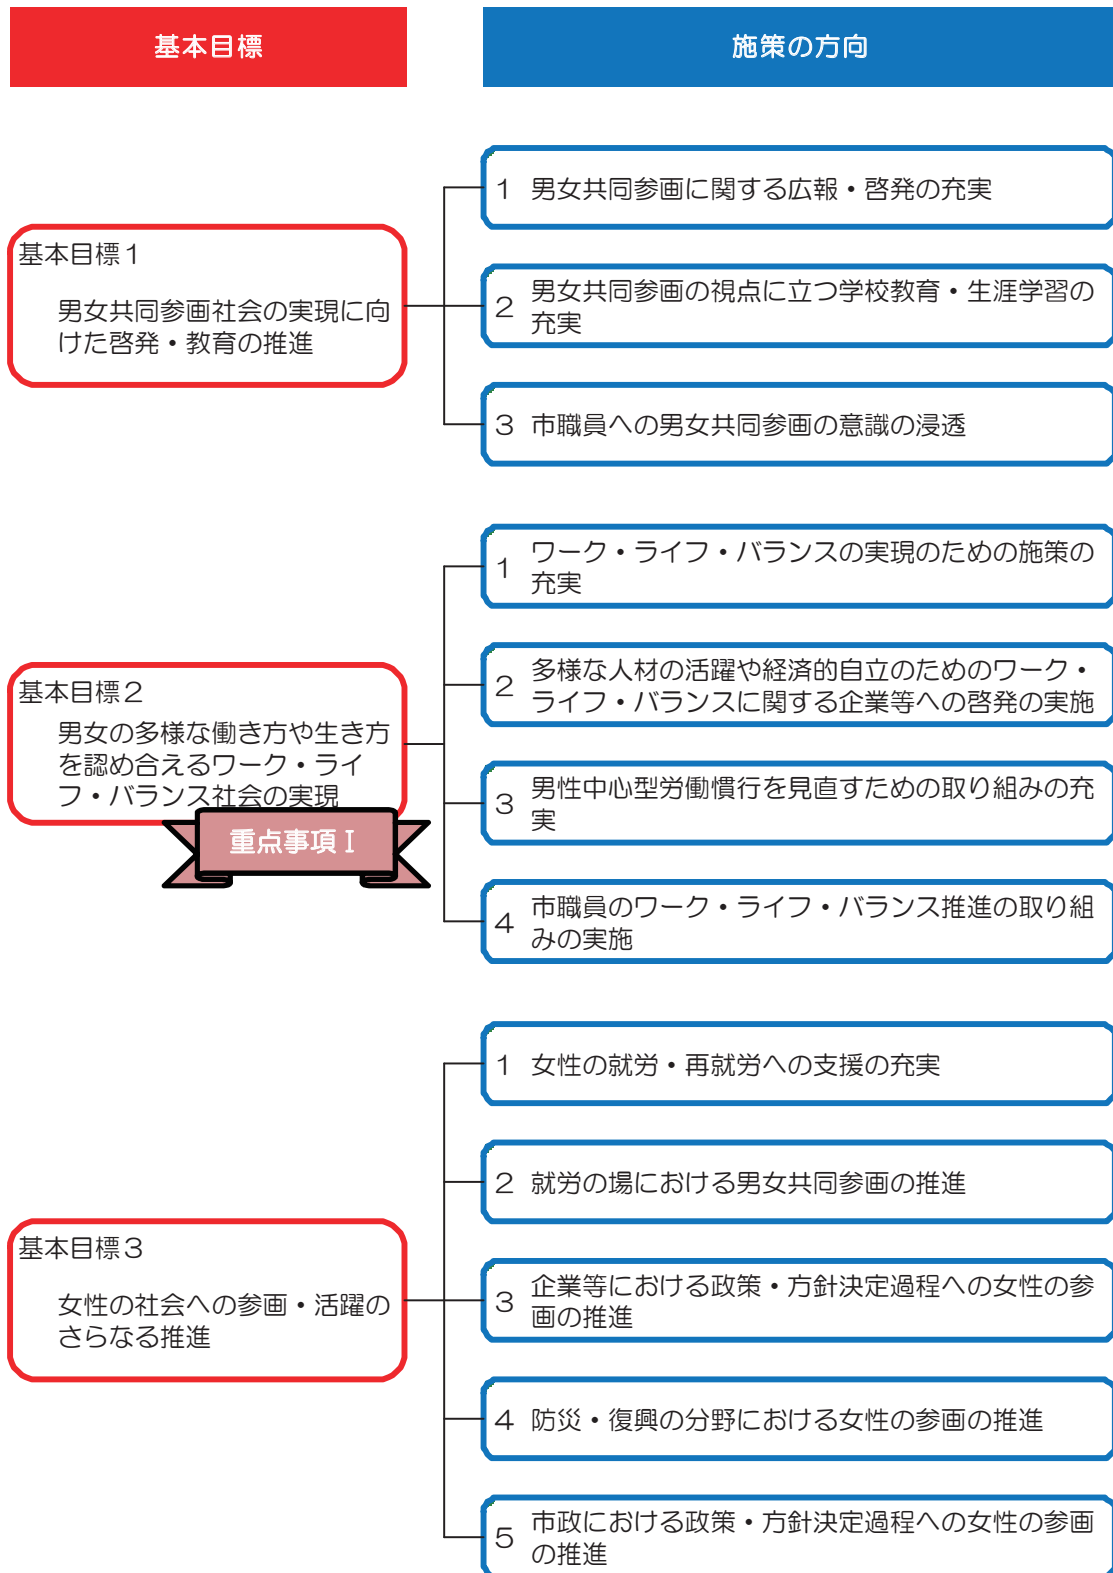 基本目標
施策の方向
基本目標１
男女共同参画社会の実現に向
けた啓発・教育の推進
１ 男女共同参画に関する広報・啓発の充実
２ 男女共同参画の視点に立つ学校教育・生涯学習の
充実
３ 市職員への男女共同参画の意識の浸透
基本目標２
男女の多様な働き方や生き方
を認め合えるワーク・ライ
フ・バランス社会の実現
重点事項Ⅰ
１ ワーク・ライフ・バランスの実現のための施策の
充実
２ 多様な人材の活躍や経済的自立のためのワーク・
ライフ・バランスに関する企業等への啓発の実施
３ 男性中心型労働慣行を見直すための取り組みの充
実
４ 市職員のワーク・ライフ・バランス推進の取り組
みの実施
基本目標３
女性の社会への参画・活躍の
さらなる推進
１ 女性の就労・再就労への支援の充実
２ 就労の場における男女共同参画の推進
３ 企業等における政策・方針決定過程への女性の参
画の推進
４ 防災・復興の分野における女性の参画の推進
５ 市政における政策・方針決定過程への女性の参画
の推進